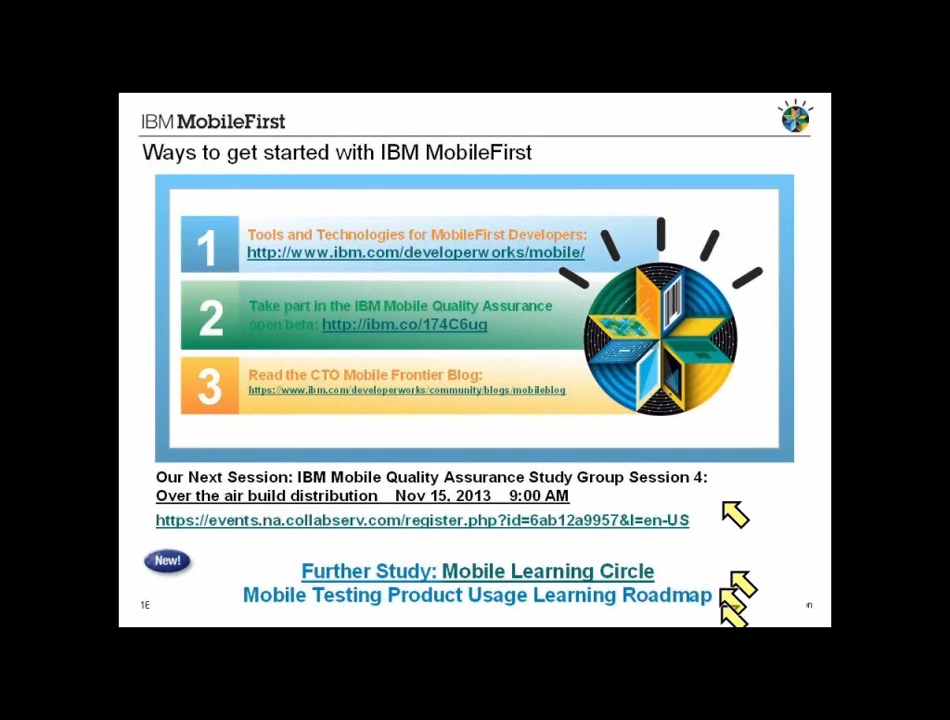 IBM MobileFirst
Ways to get started with IBM MobileFirst
1
Tools and Technologies for MobileFirst Developers:
http://www.ibm.com/developerworks/mobile/
2
Take part in the IBM Mobile Quality Assurance
open beta: http://ibm.co/174C6ug
3
Read the CTO Mobile Frontier Blog:
https://www.ibm.com/developerworks/community/blogs/mobileblog
Our Next Session: IBM Mobile Quality Assurance Study Group Session 4:
Over the air build distribution Nov 15, 2013 9:00 AM
https://events.na.collabserv.com/register.php?id=6ab12a9957&l=en-US
New!
Further Study: Mobile Learning Circle
Mobile Testing Product Usage Learning Roadmap